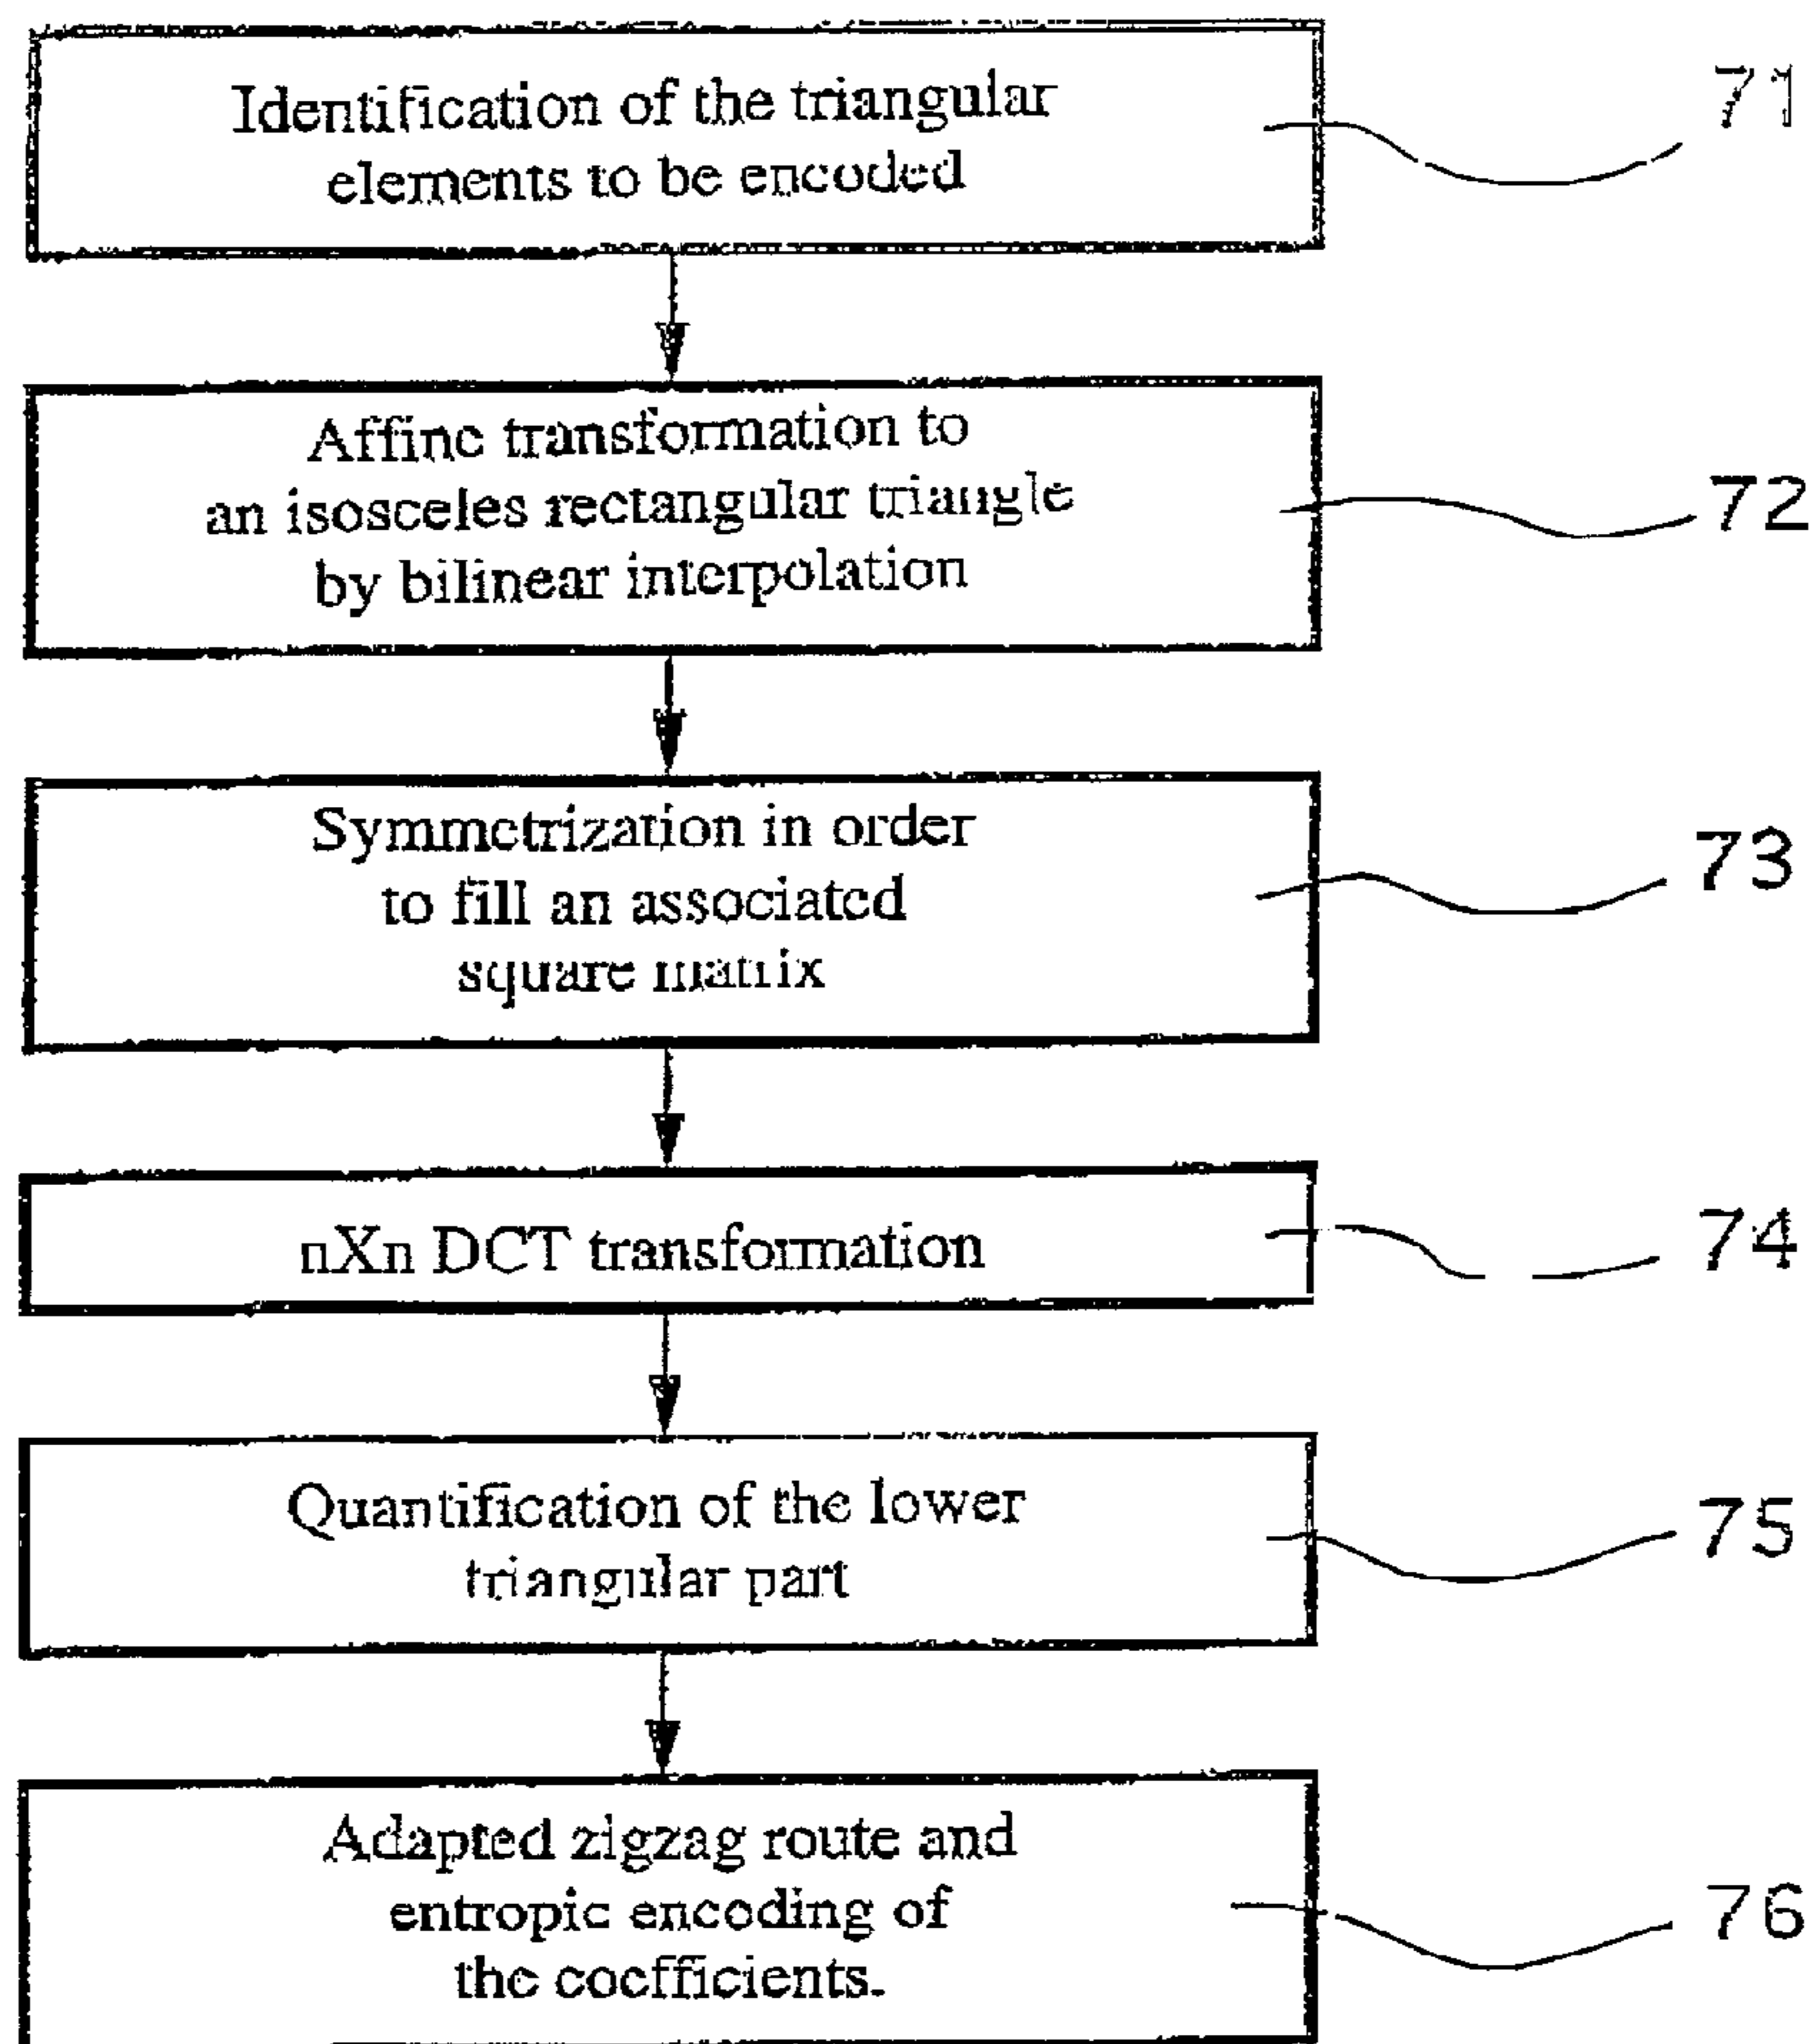 Identification of the triangular
elements to be encoded
71
Affine transformation to
an isosceles rectangular triangle
by bilinear interpolation
72
Symmetrization in order
to fill an associated
square matrix
73
nXn DCT transformation
74
Quantification of the lower
triangular part
75
Adapted zigzag route and
entropic encoding of
the coefficients.
76